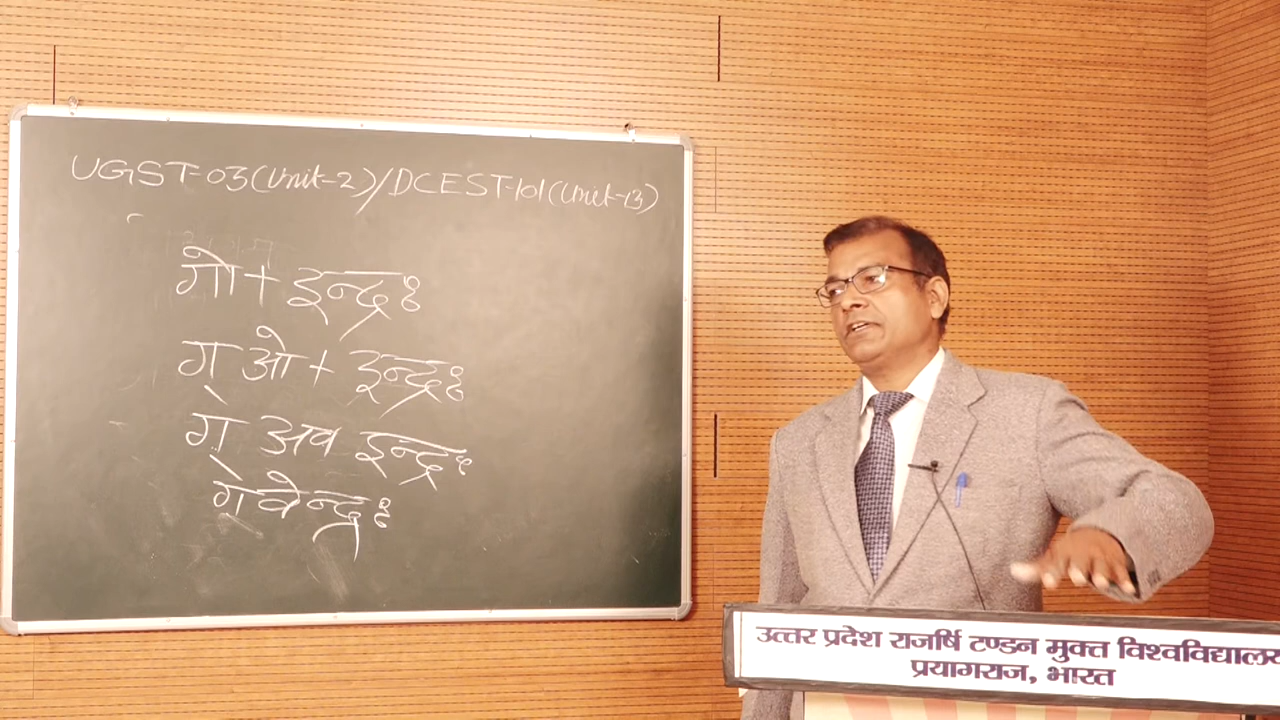 UGST-03(Unit-2)/DCEST-101(Unit-13)
गो + इन्द्रः
ग् ओ + इन्द्रः
ग् अव इन्द्रः
गवेन्द्रः
उत्तर प्रदेश राजर्षि टण्डन मुक्त विश्वविद्यालय
प्रयागराज, भारत